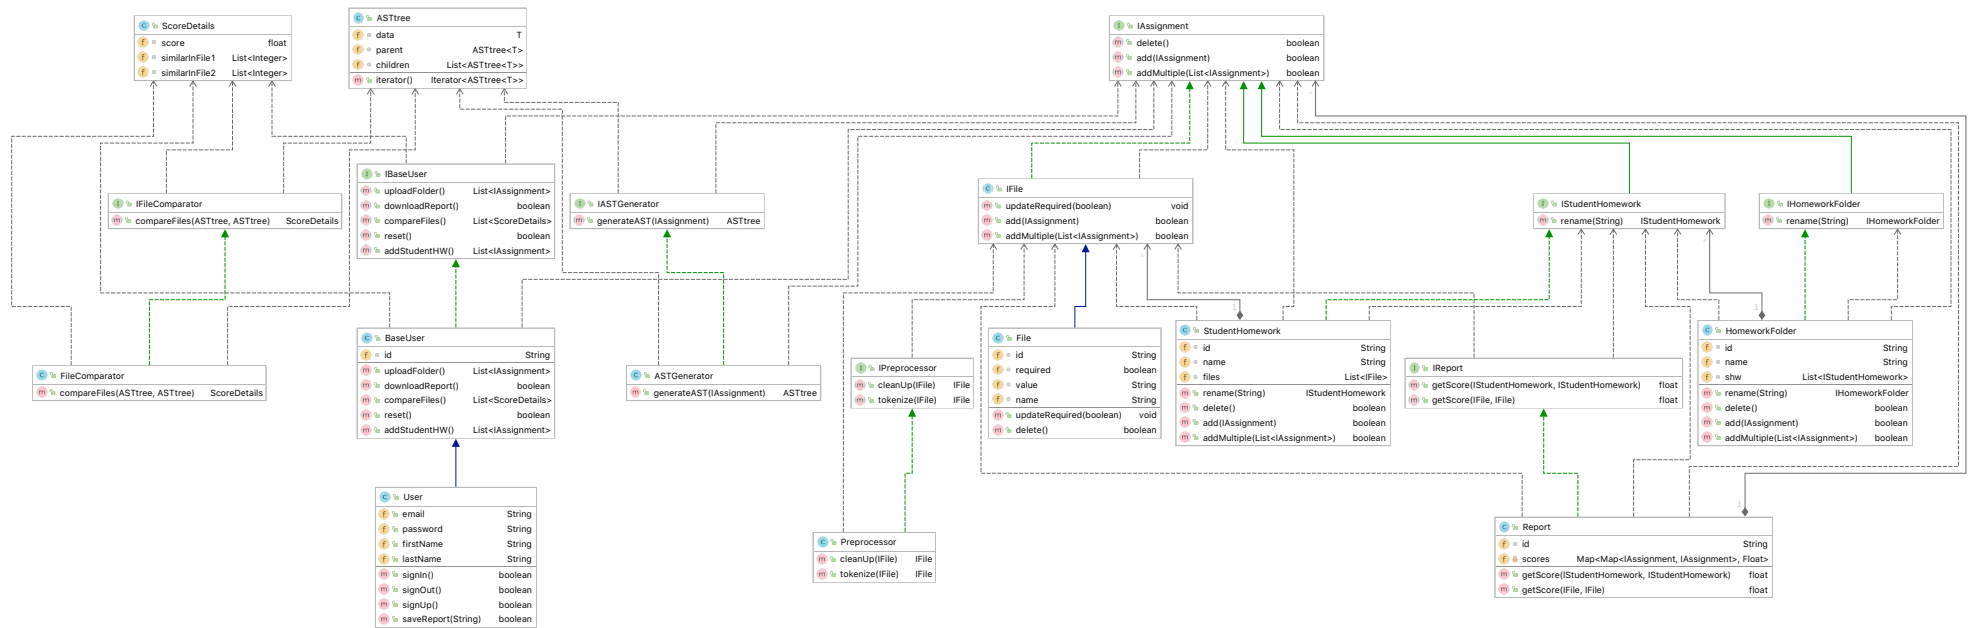 ScoreDetails
score float
similarInFile1 List<Integer>
similarInFile2 List<Integer>
ASTtree
data T
parent ASTtree<T>
children List<ASTtree<T>>
iterator() Iterator<ASTtree<T>>
IAssignment
delete() boolean
add(IAssignment) boolean
addMultiple(List<IAssignment>) boolean
IFileComparator
compareFiles(ASTtree, ASTtree) ScoreDetails
IBaseUser
uploadFolder() List<IAssignment>
downloadReport() boolean
compareFiles() List<ScoreDetails>
reset() boolean
addStudentHW() List<IAssignment>
IASTGenerator
generateAST(IAssignment) ASTtree
IFile
updateRequired(boolean) void
add(IAssignment) boolean
addMultiple(List<IAssignment>) boolean
IStudentHomework
rename(String) IStudentHomework
IHomeworkFolder
rename(String) IHomeworkFolder
FileComparator
compareFiles(ASTtree, ASTtree) ScoreDetails
BaseUser
id String
uploadFolder() List<IAssignment>
downloadReport() boolean
compareFiles() List<ScoreDetails>
reset() boolean
addStudentHW() List<IAssignment>
ASTGenerator
generateAST(IAssignment) ASTtree
IPreprocessor
cleanUp(IFile) IFile
tokenize(IFile) IFile
File
id String
required boolean
value String
name String
updateRequired(boolean) void
delete() boolean
1
StudentHomework
id String
name String
files List<IFile>
rename(String) IStudentHomework
delete() boolean
add(IAssignment) boolean
addMultiple(List<IAssignment>) boolean
IReport
getScore(IStudentHomework, IStudentHomework) float
getScore(IFile, IFile) float
1
HomeworkFolder
id String
name String
shw List<IStudentHomework>
rename(String) IHomeworkFolder
delete() boolean
add(IAssignment) boolean
addMultiple(List<IAssignment>) boolean
User
email String
password String
firstName String
lastName String
signIn() boolean
signOut() boolean
signUp() boolean
saveReport(String) boolean
Preprocessor
cleanUp(IFile) IFile
tokenize(IFile) IFile
1
Report
id String
scores Map<Map<IAssignment, IAssignment>, Float>
getScore(IStudentHomework, IStudentHomework) float
getScore(IFile, IFile) float